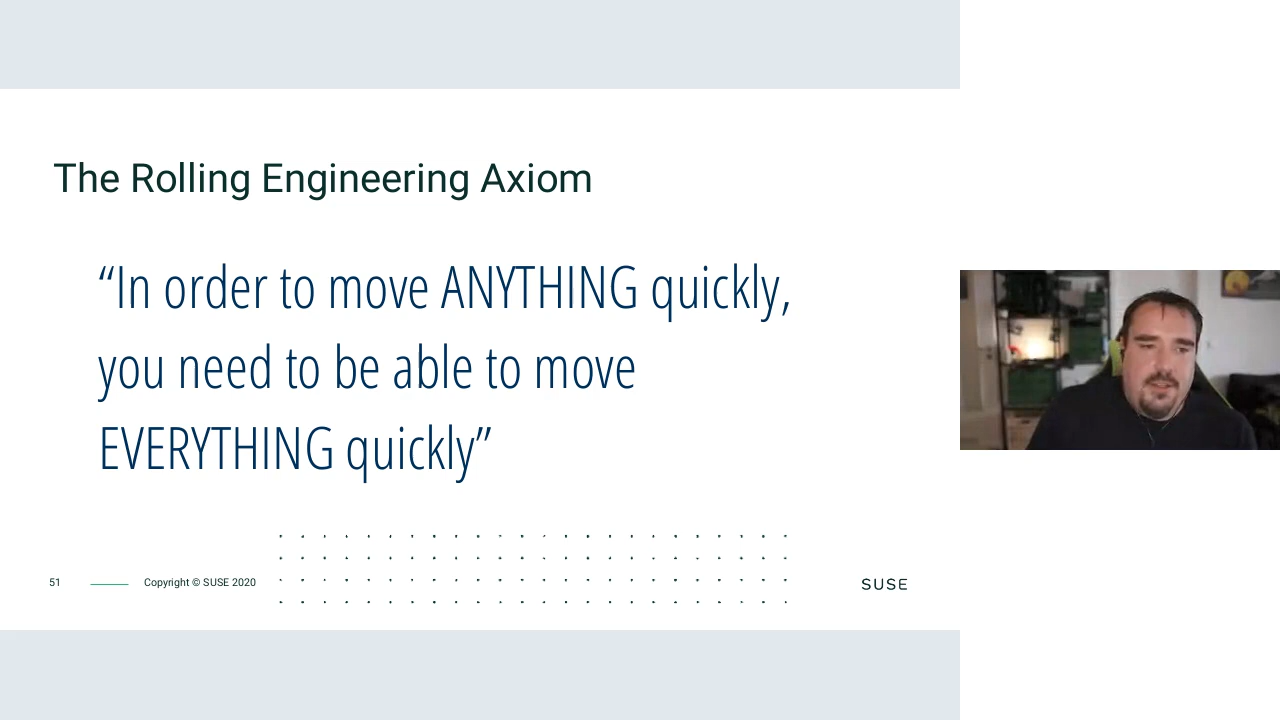 The Rolling Engineering Axiom
“In order to move ANYTHING quickly,
you need to be able to move
EVERYTHING quickly”
51
Copyright © SUSE 2020
SUSE